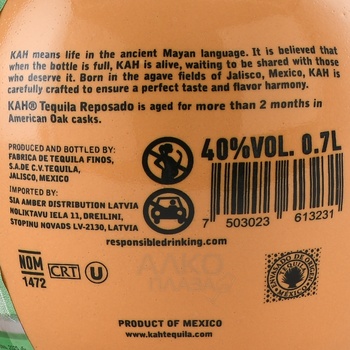 KAH means life in the ancient Mayan language. It is believed that
when the bottle is full, KAH is alive, waiting to be shared with those
who deserve it. Born in the agave fields of Jalisco, Mexico, KAH is
carefully crafted to ensure a perfect taste and flavor harmony.
KAH® Tequila Reposado is aged for more than 2 months in
American Oak casks.
PRODUCED AND BOTTLED BY:
FABRICA DE TEQUILA FINOS,
S.A.DE C.V. TEQUILA,
JALISCO, MEXICO
IMPORTED BY:
SIA AMBER DISTRIBUTION LATVIA
NOLIKTAVU IELA 11, DREILINI,
STOPINU NOVADS LV-2130, LATVIA
40%VOL. 0.7L
7 503023 613231
responsibledrinking.com
NOM
1472
CRT
U
АЛКО
ПЛАЗА
MÉXICO
PRODUCT OF MEXICO
www.kahtequila.com